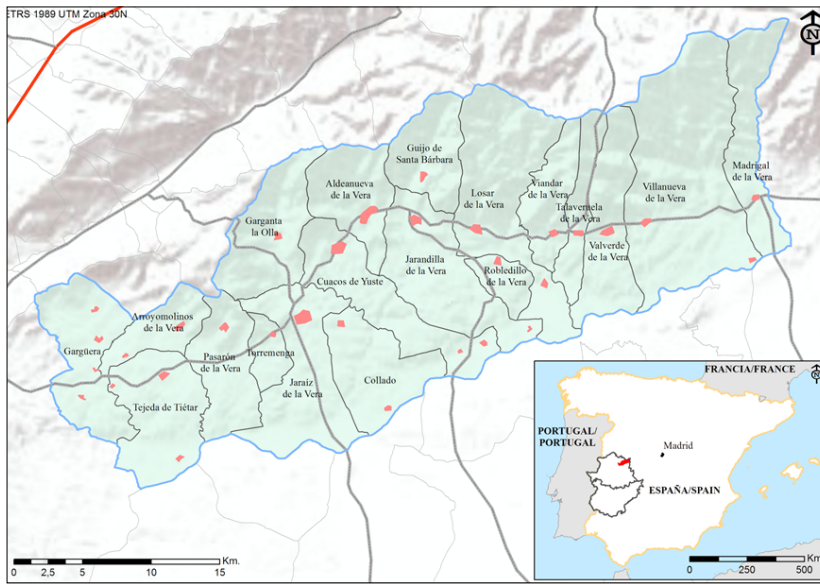 ETRS 1989 UTM Zona 30N
N
Guijo de
Santa Bárbara
Aldeanueva
de la Vera
Losar
de la Vera
Viandar
de la Vera
Talaveruela
de la Vera
Villanueva
de la Vera
Madrigal
de la Vera
Garganta
la Olla
Valverde
de la Vera
Jarandilla
de la Vera
Robledillo
de la Vera
Cuacos de Yuste
Arroyomolinos
de la Vera
Gargüera
Pasarón
de la Vera
Torremenga
Jaraíz
de la Vera
Collado
Tejeda de Tiétar
0 2,5 5 10 15 Km.
FRANCIA/FRANCE
N
PORTUGAL/
PORTUGAL
Madrid
ESPAÑA/SPAIN
0 250 500 Km